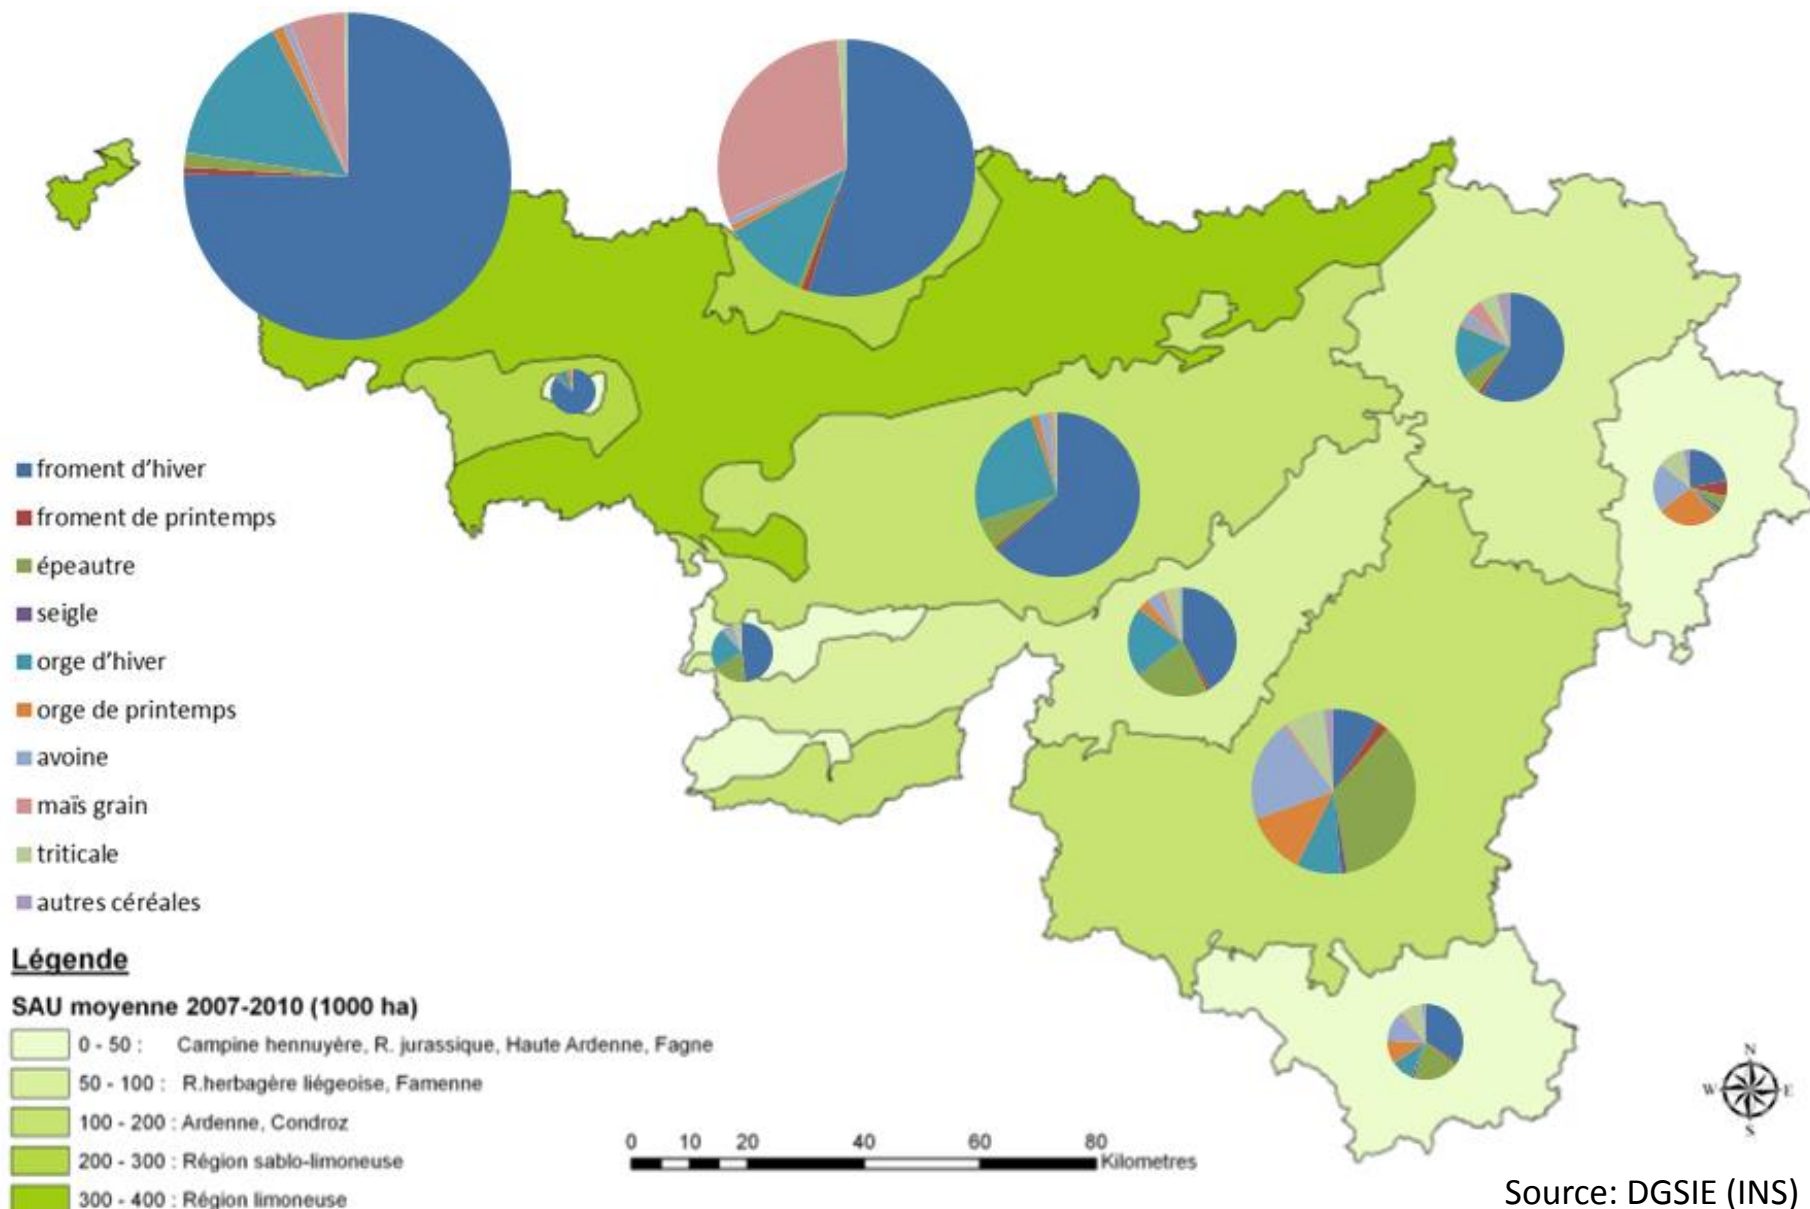 froment d'hiver
froment de printemps
épeautre
seigle
orge d'hiver
orge de printemps
avoine
maïs grain
triticale
autres céréales
Légende
SAU moyenne 2007-2010 (1000 ha)
0 - 50 : Campine hennuyère, R. jurassique, Haute Ardenne, Fagne
50 - 100 : R.herbagère liégeoise, Famenne
100 - 200 : Ardenne, Condroz
200 - 300 : Région sablo-limoneuse
300 - 400 : Région limoneuse
0 10 20 40 60 80
Kilometres
N
W E
S
Source: DGSIE (INS)